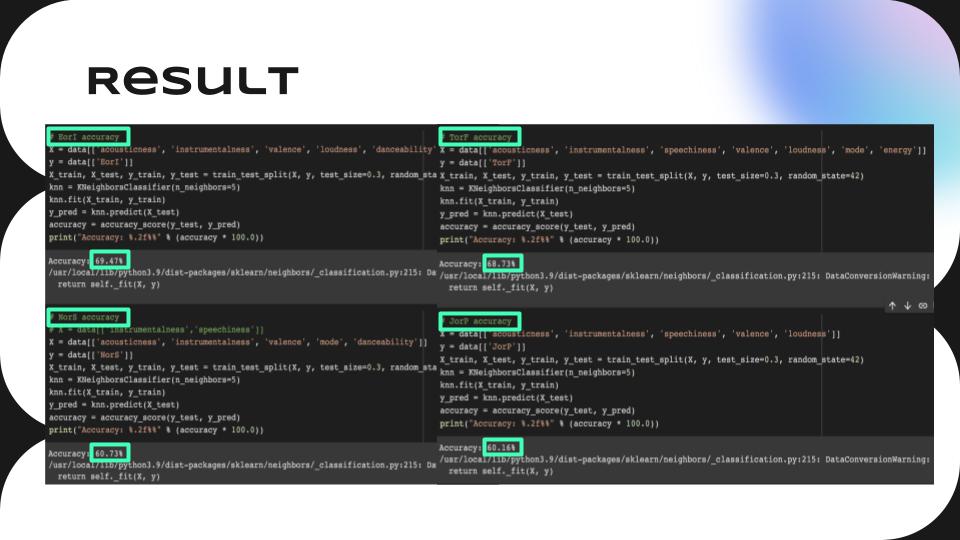 Result
# EorI accuracy
X = data[['acousticness', 'instrumentalness', 'valence', 'loudness', 'danceability'
y = data[['EorI']]
X_train, X_test, y_train, y_test = train_test_split(X, y, test_size=0.3, random_sta
knn = KNeighborsClassifier(n_neighbors=5)
knn.fit(X_train, y_train)
y_pred = knn.predict(X_test)
accuracy = accuracy_score(y_test, y_pred)
print("Accuracy: %.2f%%" % (accuracy * 100.0))
Accuracy: 69.47%
/usr/local/lib/python3.9/dist-packages/sklearn/neighbors/_classification.py:215: Da
return self._fit(X, y)
# TorF accuracy
X = data[['acousticness', 'instrumentalness', 'speechiness', 'valence', 'loudness', 'mode', 'energy']]
y = data[['TorF']]
X_train, X_test, y_train, y_test = train_test_split(X, y, test_size=0.3, random_state=42)
knn = KNeighborsClassifier(n_neighbors=5)
knn.fit(X_train, y_train)
y_pred = knn.predict(X_test)
accuracy = accuracy_score(y_test, y_pred)
print("Accuracy: %.2f%%" % (accuracy * 100.0))
Accuracy: 68.73%
/usr/local/lib/python3.9/dist-packages/sklearn/neighbors/_classification.py:215: DataConversionWarning:
return self._fit(X, y)
# NorS accuracy
# X = data[['instrumentalness','speechiness']]
X = data[['acousticness', 'instrumentalness', 'valence', 'mode', 'danceability']]
y = data[['NorS']]
X_train, X_test, y_train, y_test = train_test_split(X, y, test_size=0.3, random_sta
knn = KNeighborsClassifier(n_neighbors=5)
knn.fit(X_train, y_train)
y_pred = knn.predict(X_test)
accuracy = accuracy_score(y_test, y_pred)
print("Accuracy: %.2f%%" % (accuracy * 100.0))
Accuracy: 60.73%
/usr/local/lib/python3.9/dist-packages/sklearn/neighbors/_classification.py:215: Da
return self._fit(X, y)
# JorP accuracy
X = data[['acousticness', 'instrumentalness', 'speechiness', 'valence', 'loudness']]
y = data[['JorP']]
X_train, X_test, y_train, y_test = train_test_split(X, y, test_size=0.3, random_state=42)
knn = KNeighborsClassifier(n_neighbors=5)
knn.fit(X_train, y_train)
y_pred = knn.predict(X_test)
accuracy = accuracy_score(y_test, y_pred)
print("Accuracy: %.2f%%" % (accuracy * 100.0))
Accuracy: 60.16%
/usr/local/lib/python3.9/dist-packages/sklearn/neighbors/_classification.py:215: DataConversionWarning:
return self._fit(X, y)